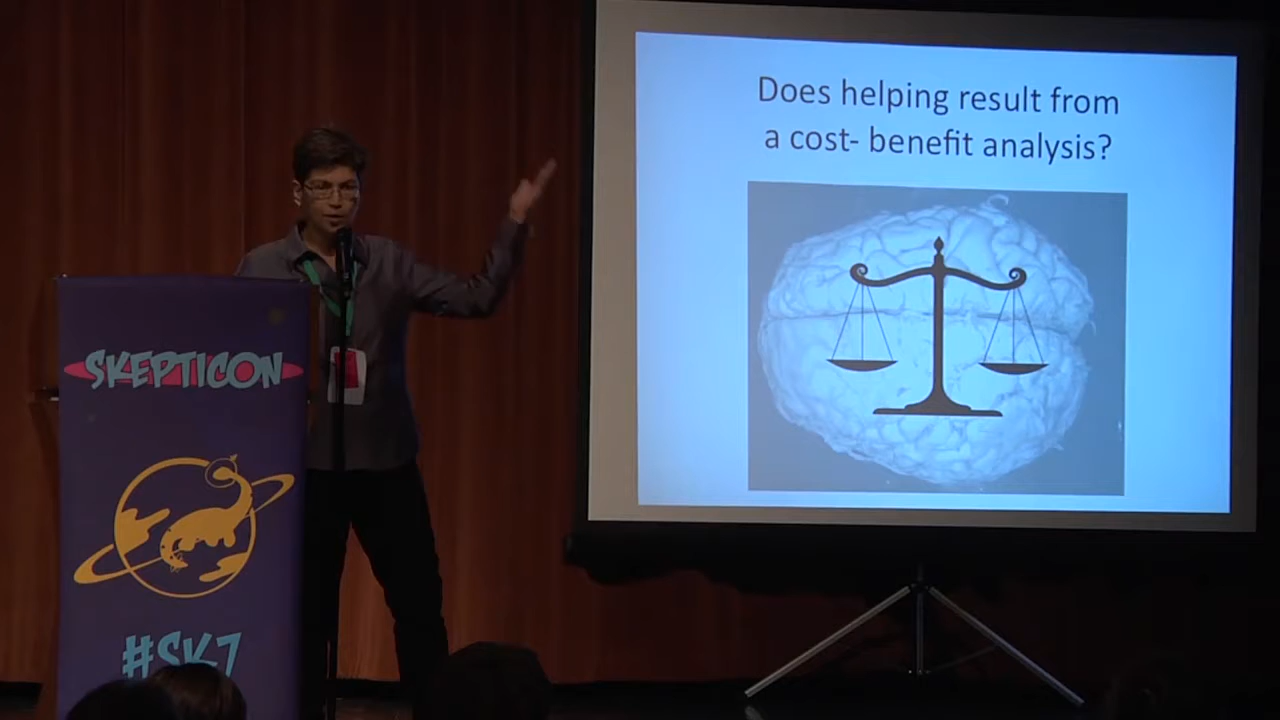 Does helping result from
a cost- benefit analysis?
SKEPTICON
#SK7